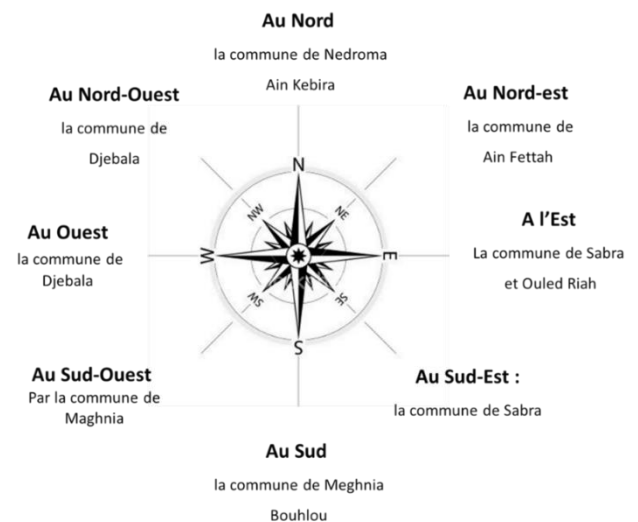 Au Nord
la commune de Nedroma
Ain Kebira
Au Nord-Ouest
la commune de
Djebala
Au Nord-est
la commune de
Ain Fettah
N
NW
NE
Au Ouest
la commune de
Djebala
W
E
A l’Est
La commune de Sabra
et Ouled Riah
SW
SE
S
Au Sud-Ouest
Par la commune de
Maghnia
Au Sud-Est :
la commune de Sabra
Au Sud
la commune de Meghnia
Bouhlou